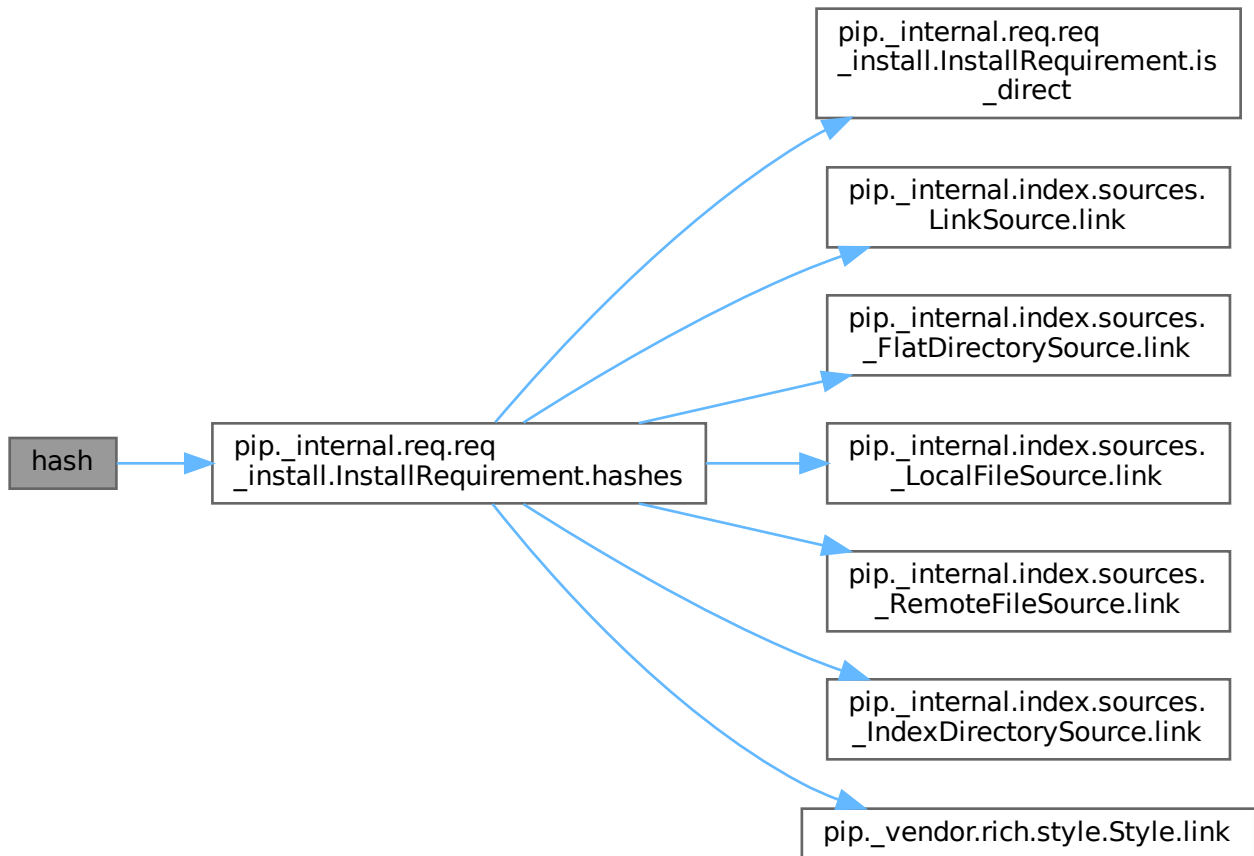 hash
pip._internal.req.req
_install.InstallRequirement.hashes
pip._internal.req.req
_install.InstallRequirement.is
_direct
pip._internal.index.sources.
LinkSource.link
pip._internal.index.sources.
_FlatDirectorySource.link
pip._internal.index.sources.
_LocalFileSource.link
pip._internal.index.sources.
_RemoteFileSource.link
pip._internal.index.sources.
_IndexDirectorySource.link
pip._vendor.rich.style.Style.link